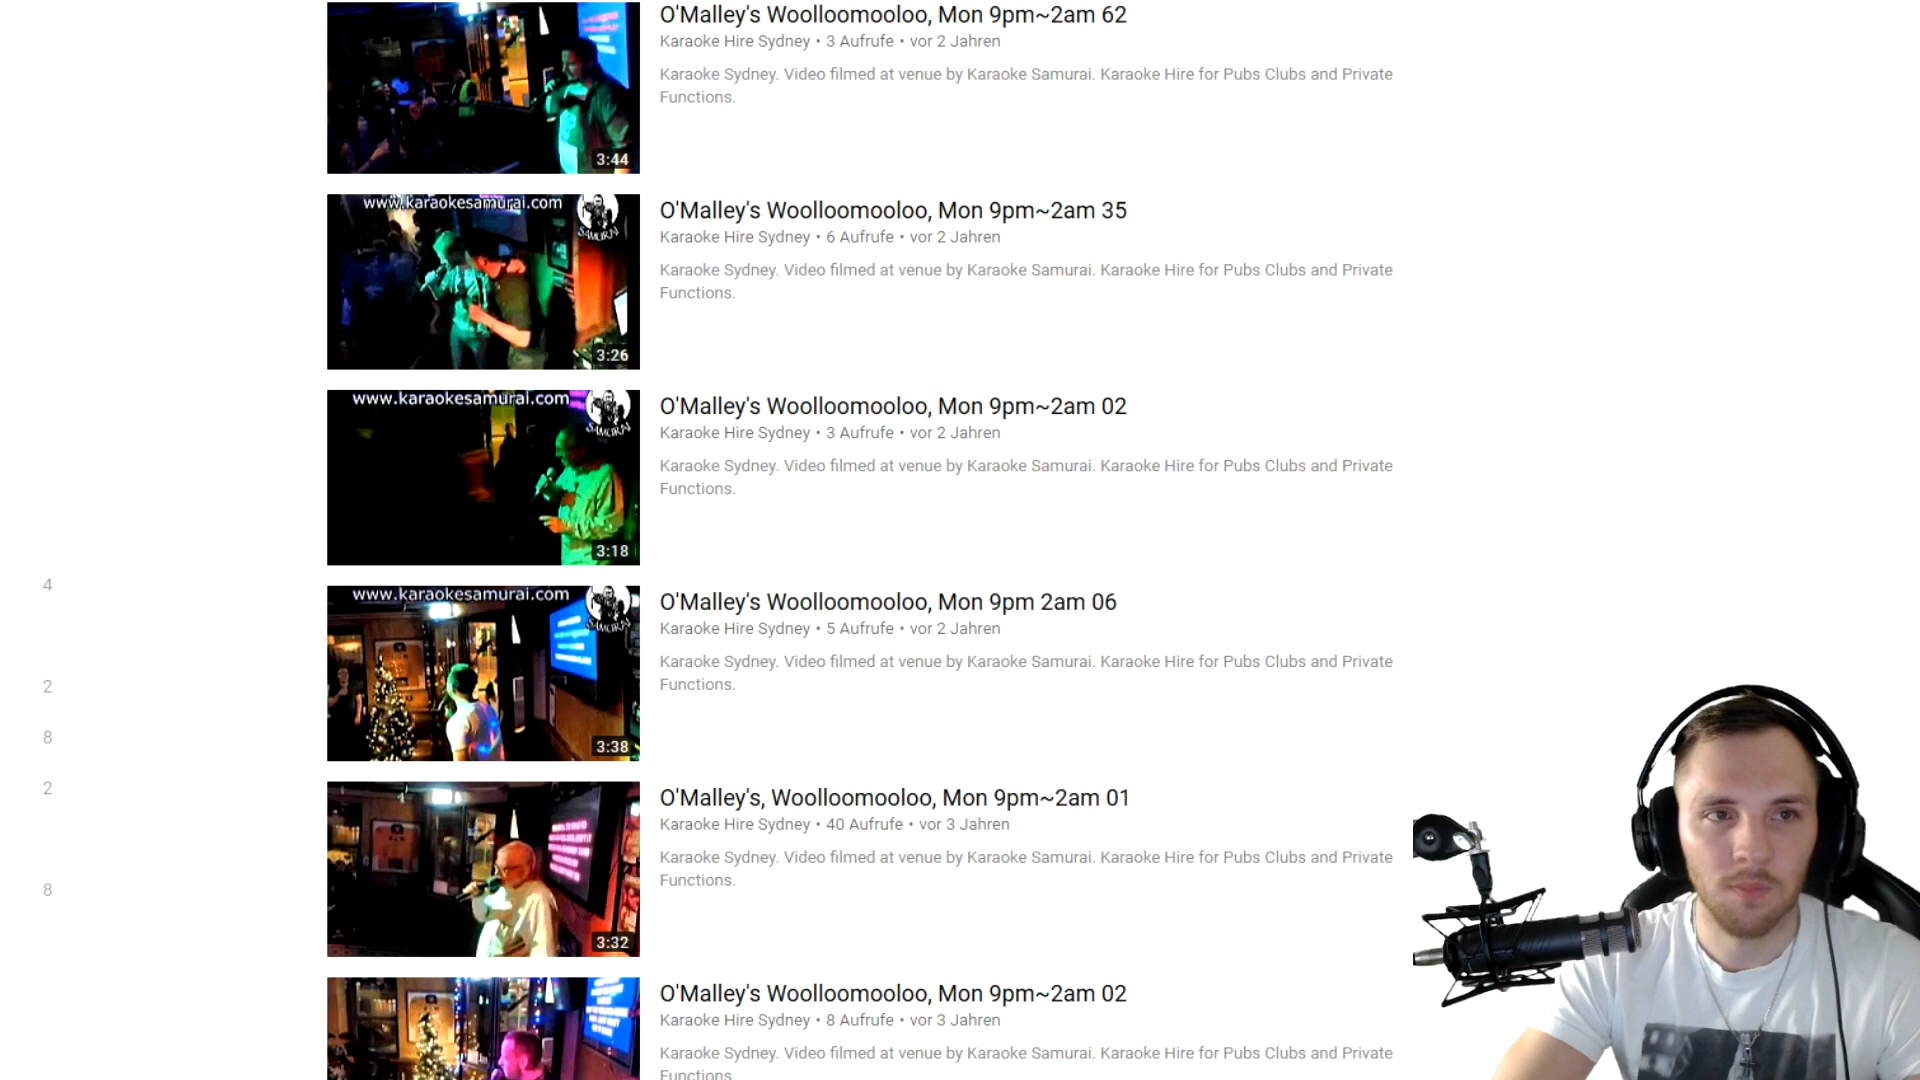 O'Malley's Woolloomooloo, Mon 9pm~2am 62
Karaoke Hire Sydney • 3 Aufrufe • vor 2 Jahren
Karaoke Sydney. Video filmed at venue by Karaoke Samurai. Karaoke Hire for Pubs Clubs and Private
Functions.
3:44
www.karaokesamurai.com
SAMURAI
3:26
O'Malley's Woolloomooloo, Mon 9pm~2am 35
Karaoke Hire Sydney • 6 Aufrufe • vor 2 Jahren
Karaoke Sydney. Video filmed at venue by Karaoke Samurai. Karaoke Hire for Pubs Clubs and Private
Functions.
www.karaokesamurai.com
SAMURAI
3:18
O'Malley's Woolloomooloo, Mon 9pm~2am 02
Karaoke Hire Sydney • 3 Aufrufe • vor 2 Jahren
Karaoke Sydney. Video filmed at venue by Karaoke Samurai. Karaoke Hire for Pubs Clubs and Private
Functions.
4
2
8
2
8
www.karaokesamurai.com
SAMURAI
3:38
O'Malley's Woolloomooloo, Mon 9pm 2am 06
Karaoke Hire Sydney • 5 Aufrufe • vor 2 Jahren
Karaoke Sydney. Video filmed at venue by Karaoke Samurai. Karaoke Hire for Pubs Clubs and Private
Functions.
3:32
O'Malley's, Woolloomooloo, Mon 9pm~2am 01
Karaoke Hire Sydney • 40 Aufrufe • vor 3 Jahren
Karaoke Sydney. Video filmed at venue by Karaoke Samurai. Karaoke Hire for Pubs Clubs and Private
Functions.
O'Malley's Woolloomooloo, Mon 9pm~2am 02
Karaoke Hire Sydney • 8 Aufrufe • vor 3 Jahren
Karaoke Sydney. Video filmed at venue by Karaoke Samurai. Karaoke Hire for Pubs Clubs and Private
Functions.